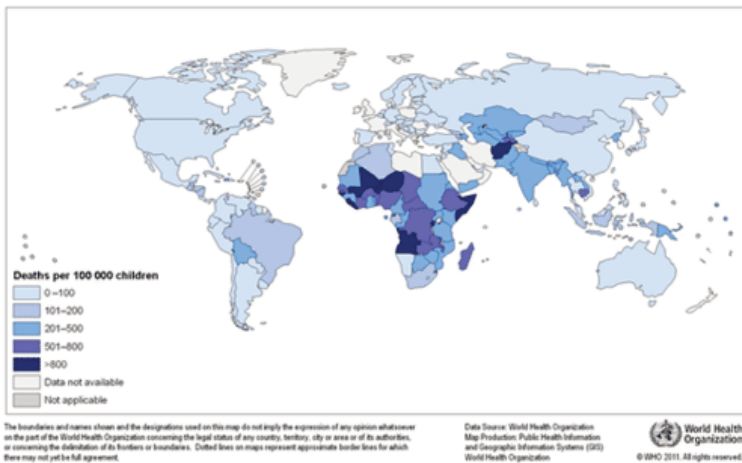 Deaths per 100 000 children
0–100
101–200
201–500
501–800
>800
Data not available
Not applicable
The boundaries and names shown and the designations used on this map do not imply the expression of any opinion whatsoever
on the part of the World Health Organization concerning the legal status of any country, territory, city or area or of its authorities,
or concerning the delimitation of its frontiers or boundaries. Dotted lines on maps represent approximate border lines for which
there may not yet be full agreement.
Data Source: World Health Organization
Map Production: Public Health Information
and Geographic Information Systems (GIS)
World Health Organization
World Health
Organization
© WHO 2011. All rights reserved.